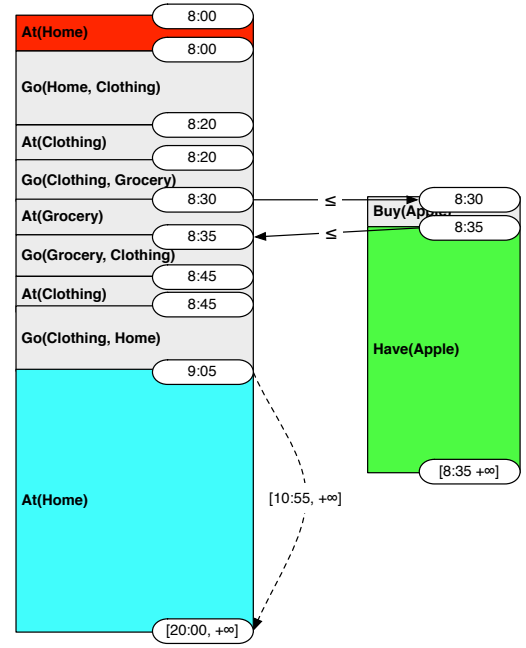 8:00
At(Home)
8:00
Go(Home, Clothing)
8:20
At(Clothing)
8:20
Go(Clothing, Grocery)
8:30
≤
8:30
At(Grocery)
Buy(Apple)
8:35
≤
8:35
Go(Grocery, Clothing)
8:45
At(Clothing)
8:45
Go(Clothing, Home)
Have(Apple)
9:05
[8:35 +∞]
At(Home)
[10:55, +∞]
[20:00, +∞]